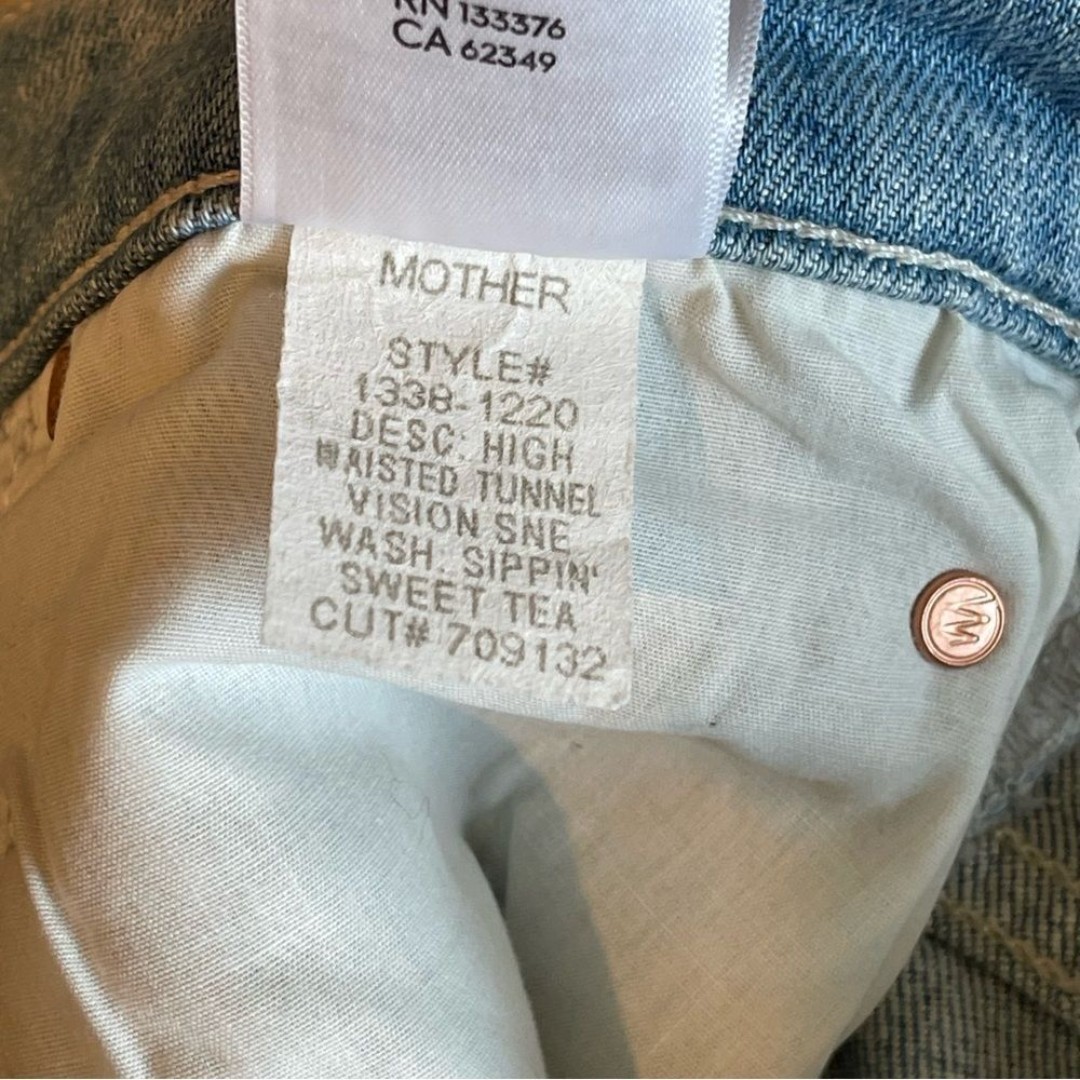 RN 133376
CA 62349
MOTHER
STYLE#
1338-1220
DESC: HIGH
WAISTED TUNNEL
VISION SNE
WASH. SIPPIN'
SWEET TEA
CUT# 709132
M